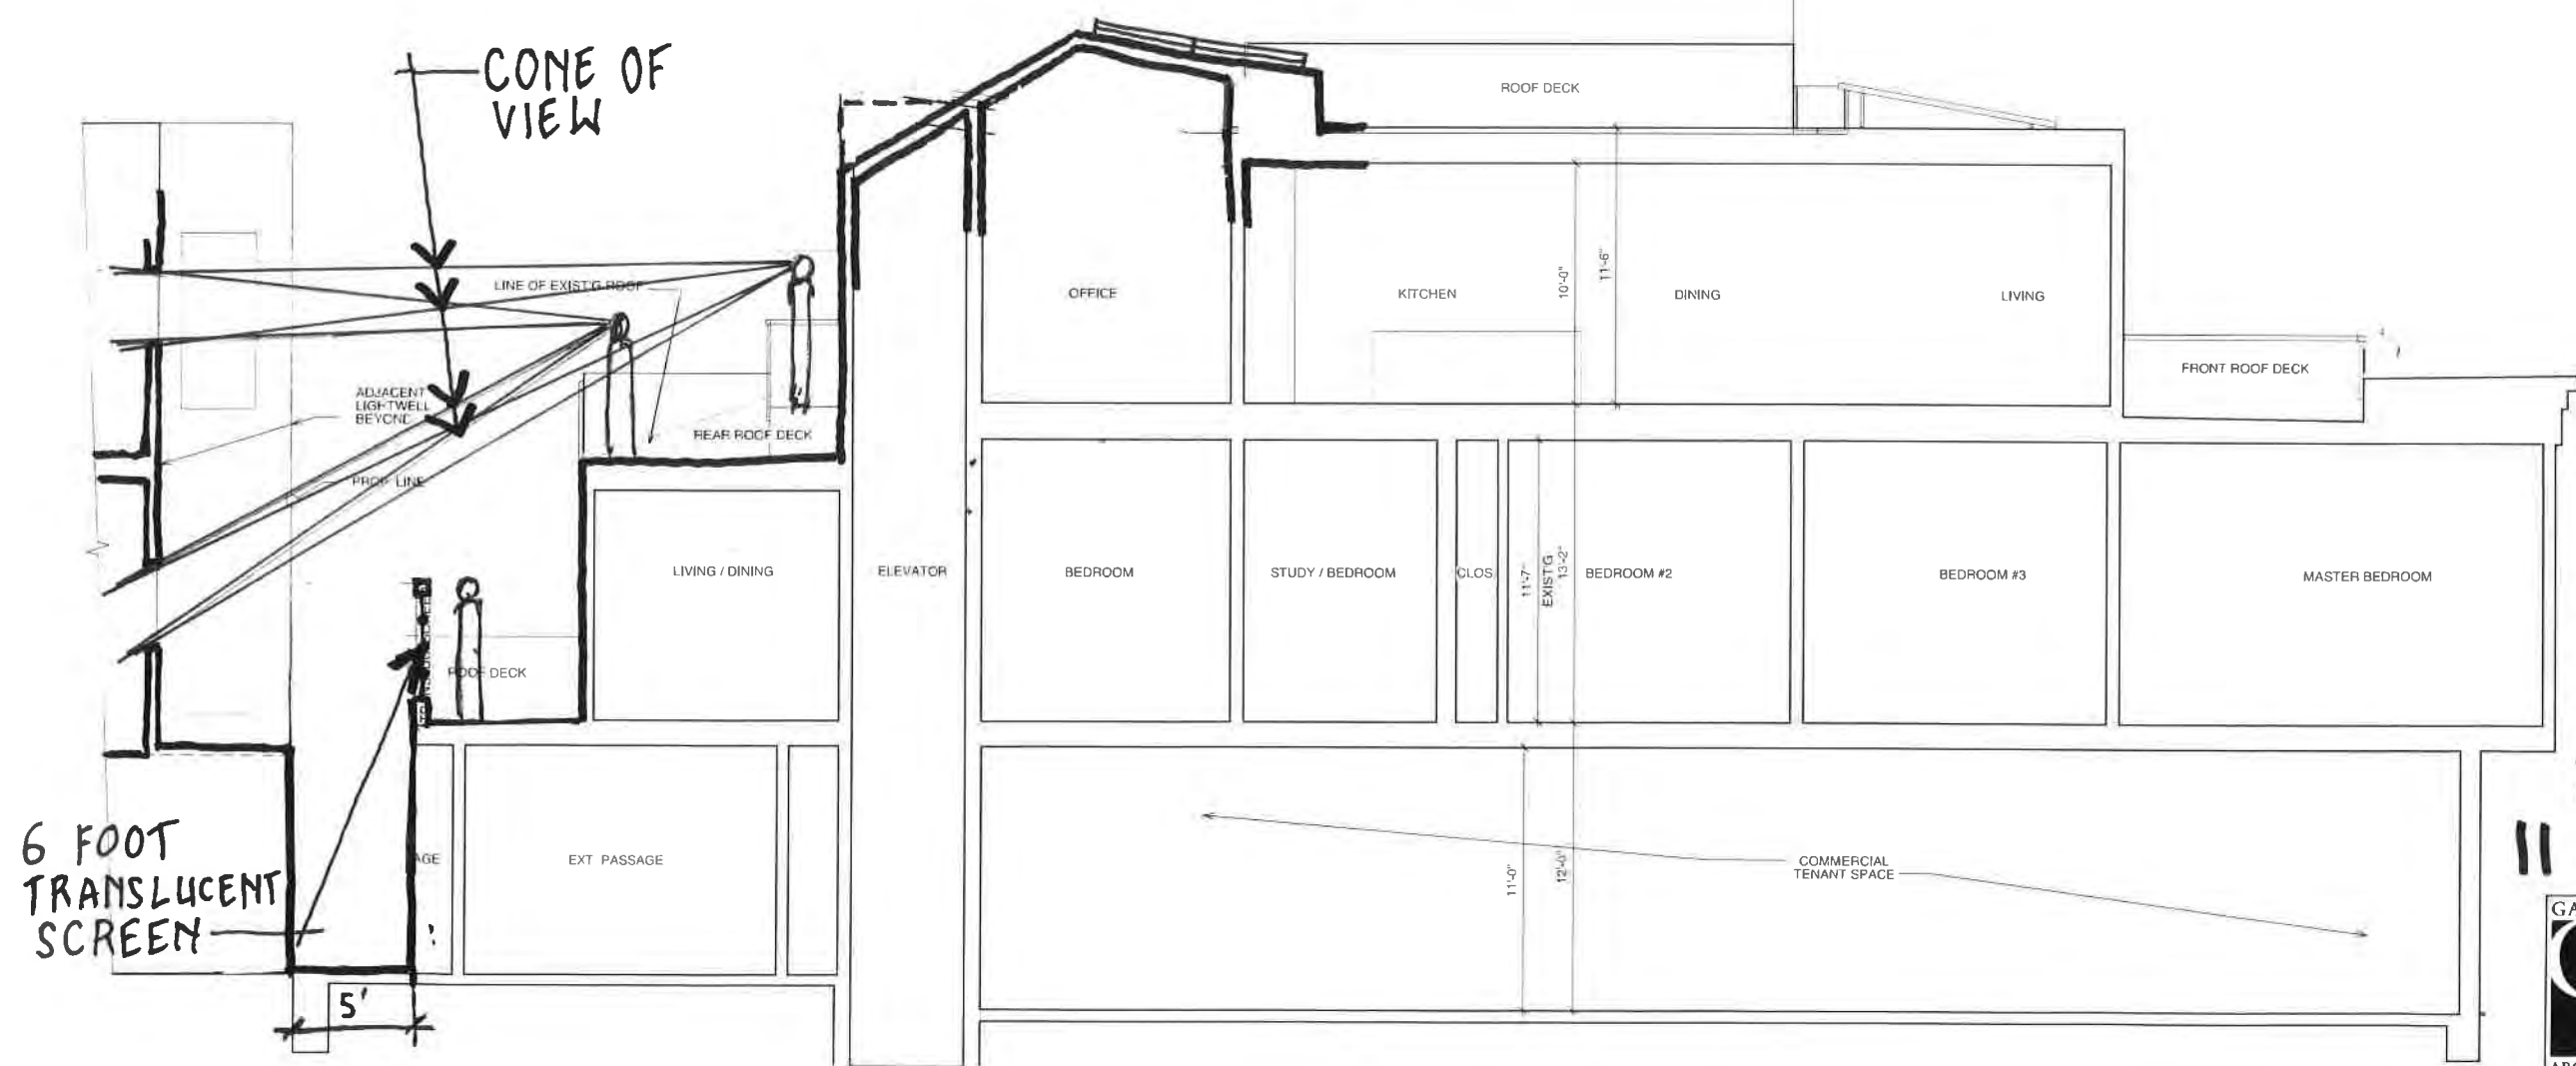 CONE OF
VIEW
ROOF DECK
LINE OF EXIST'G ROOF
OFFICE
KITCHEN
10'-0"
11'-6"
DINING
LIVING
FRONT ROOF DECK
ADJACENT
LIGHTWELL
BEYOND
REAR ROOF DECK
PROP LINE
LIVING / DINING
ELEVATOR
BEDROOM
STUDY / BEDROOM
CLOS
11'-7"
EXIST'G
13'-2"
BEDROOM #2
BEDROOM #3
MASTER BEDROOM
ROOF DECK
6 FOOT
TRANSLUCENT
SCREEN
AGE
EXT PASSAGE
11'-0"
12'-0"
COMMERCIAL
TENANT SPACE
5'
GA